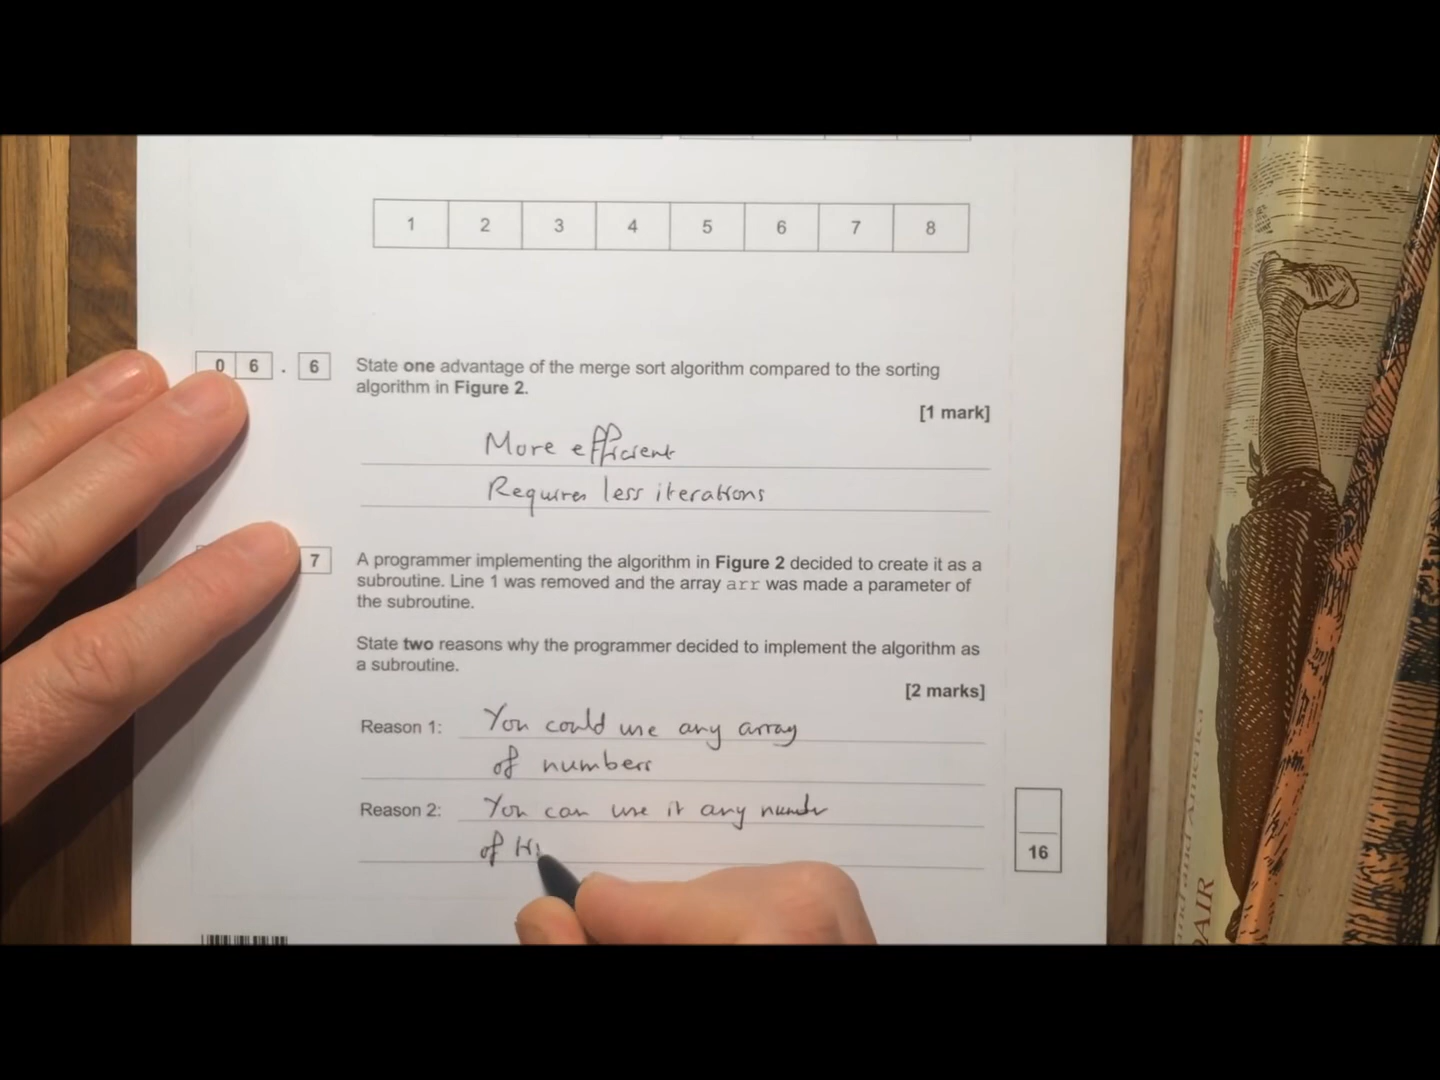 1 2 3 4 5 6 7 8
0 6 . 6 State one advantage of the merge sort algorithm compared to the sorting
algorithm in Figure 2.
[1 mark]
More efficient
Requires less iterations
7 A programmer implementing the algorithm in Figure 2 decided to create it as a
subroutine. Line 1 was removed and the array arr was made a parameter of
the subroutine.
State two reasons why the programmer decided to implement the algorithm as
a subroutine.
[2 marks]
Reason 1: You could use any array
of numbers
Reason 2: You can use it any number
of
16
AIR